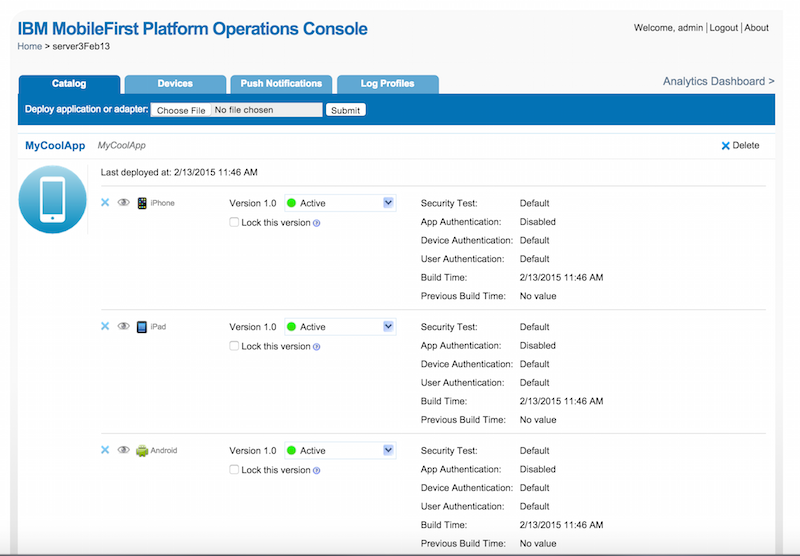 IBM MobileFirst Platform Operations Console
Welcome, admin | Logout | About
Home > server3Feb13
Catalog Devices Push Notifications Log Profiles Analytics Dashboard >
Deploy application or adapter: Choose File No file chosen Submit
MyCoolApp MyCoolApp Delete
Last deployed at: 2/13/2015 11:46 AM
iPhone Version 1.0 Active Security Test: Default
Lock this version App Authentication: Disabled
Device Authentication: Default
User Authentication: Default
Build Time: 2/13/2015 11:46 AM
Previous Build Time: No value
iPad Version 1.0 Active Security Test: Default
Lock this version App Authentication: Disabled
Device Authentication: Default
User Authentication: Default
Build Time: 2/13/2015 11:46 AM
Previous Build Time: No value
Android Version 1.0 Active Security Test: Default
Lock this version App Authentication: Disabled
Device Authentication: Default
User Authentication: Default
Build Time: 2/13/2015 11:46 AM
Previous Build Time: No value